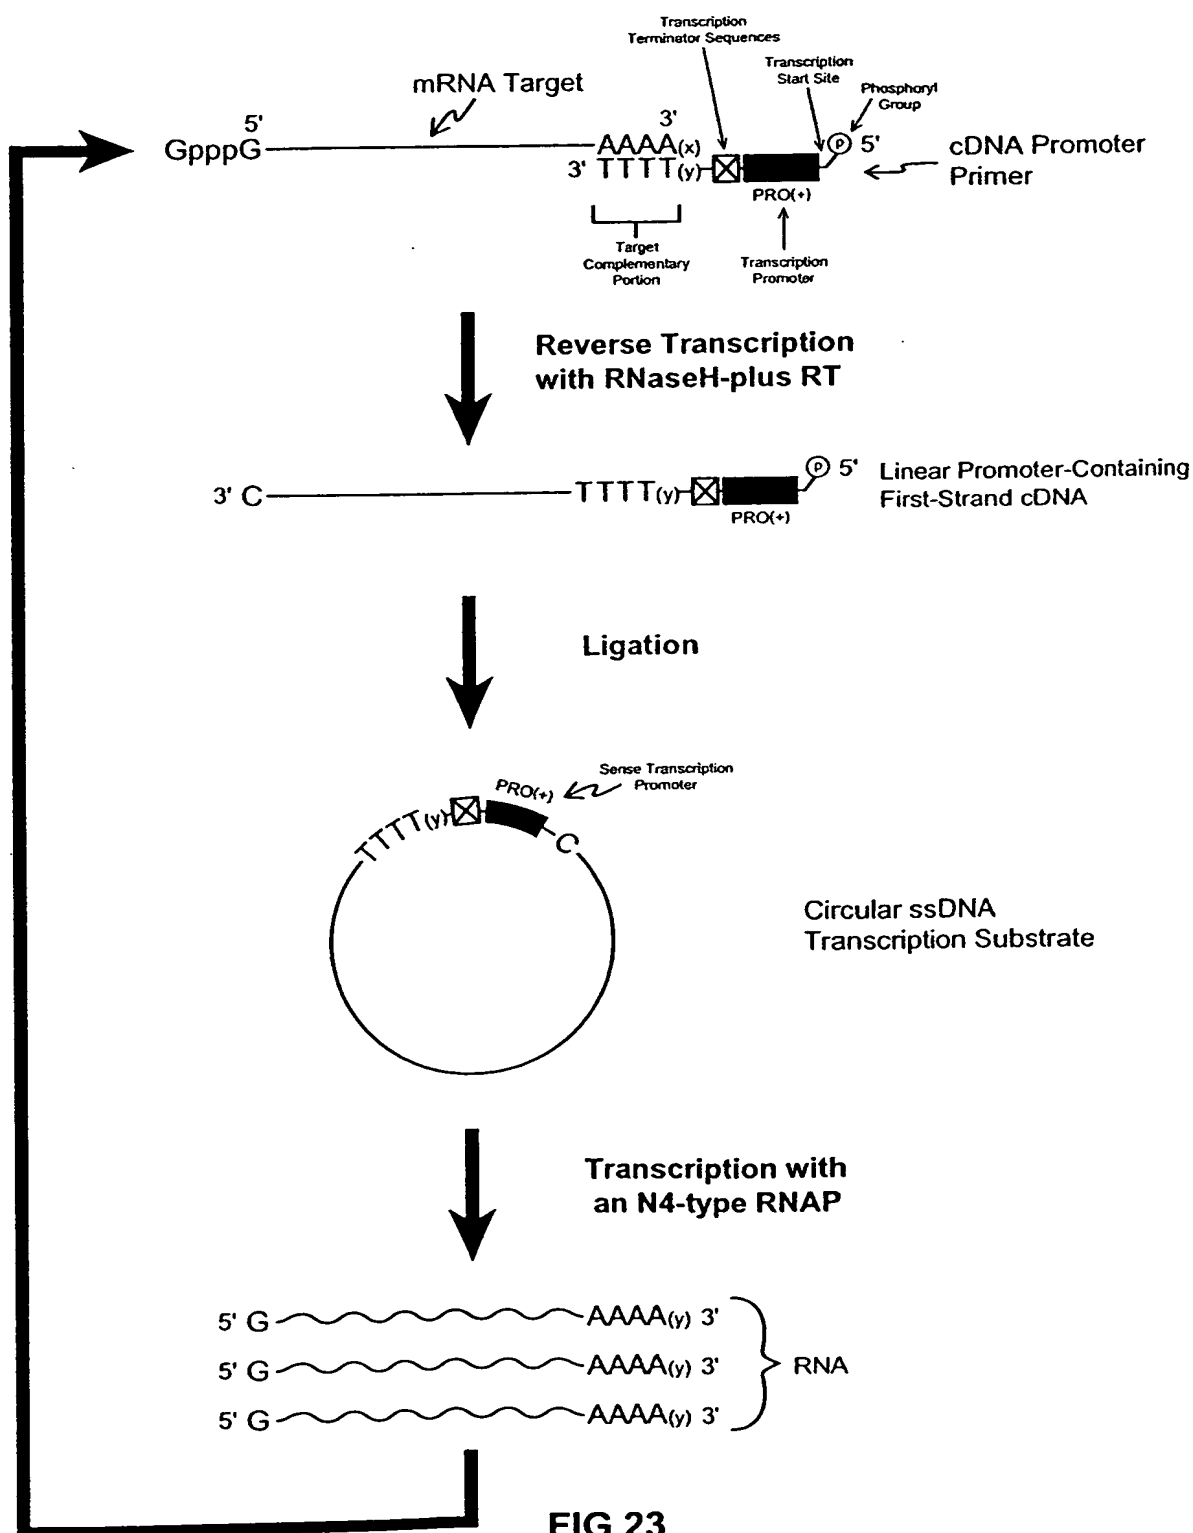 Transcription
Terminator Sequences
Transcription
Start Site
Phosphoryl
Group
mRNA Target
5'
3'
GpppG
AAAA(x)
P 5'
3' TTTT(y)
PRO(+)
cDNA Promoter
Primer
Target
Complementary
Portion
Transcription
Promoter
Reverse Transcription
with RNaseH-plus RT
3' C
TTTT(y)
P 5'
PRO(+)
Linear Promoter-Containing
First-Strand cDNA
Ligation
Sense Transcription
Promoter
PRO(+)
TTTT(y)
C
Circular ssDNA
Transcription Substrate
Transcription with
an N4-type RNAP
5' G AAAA(y) 3'
5' G AAAA(y) 3'
5' G AAAA(y) 3'
RNA
FIG 23